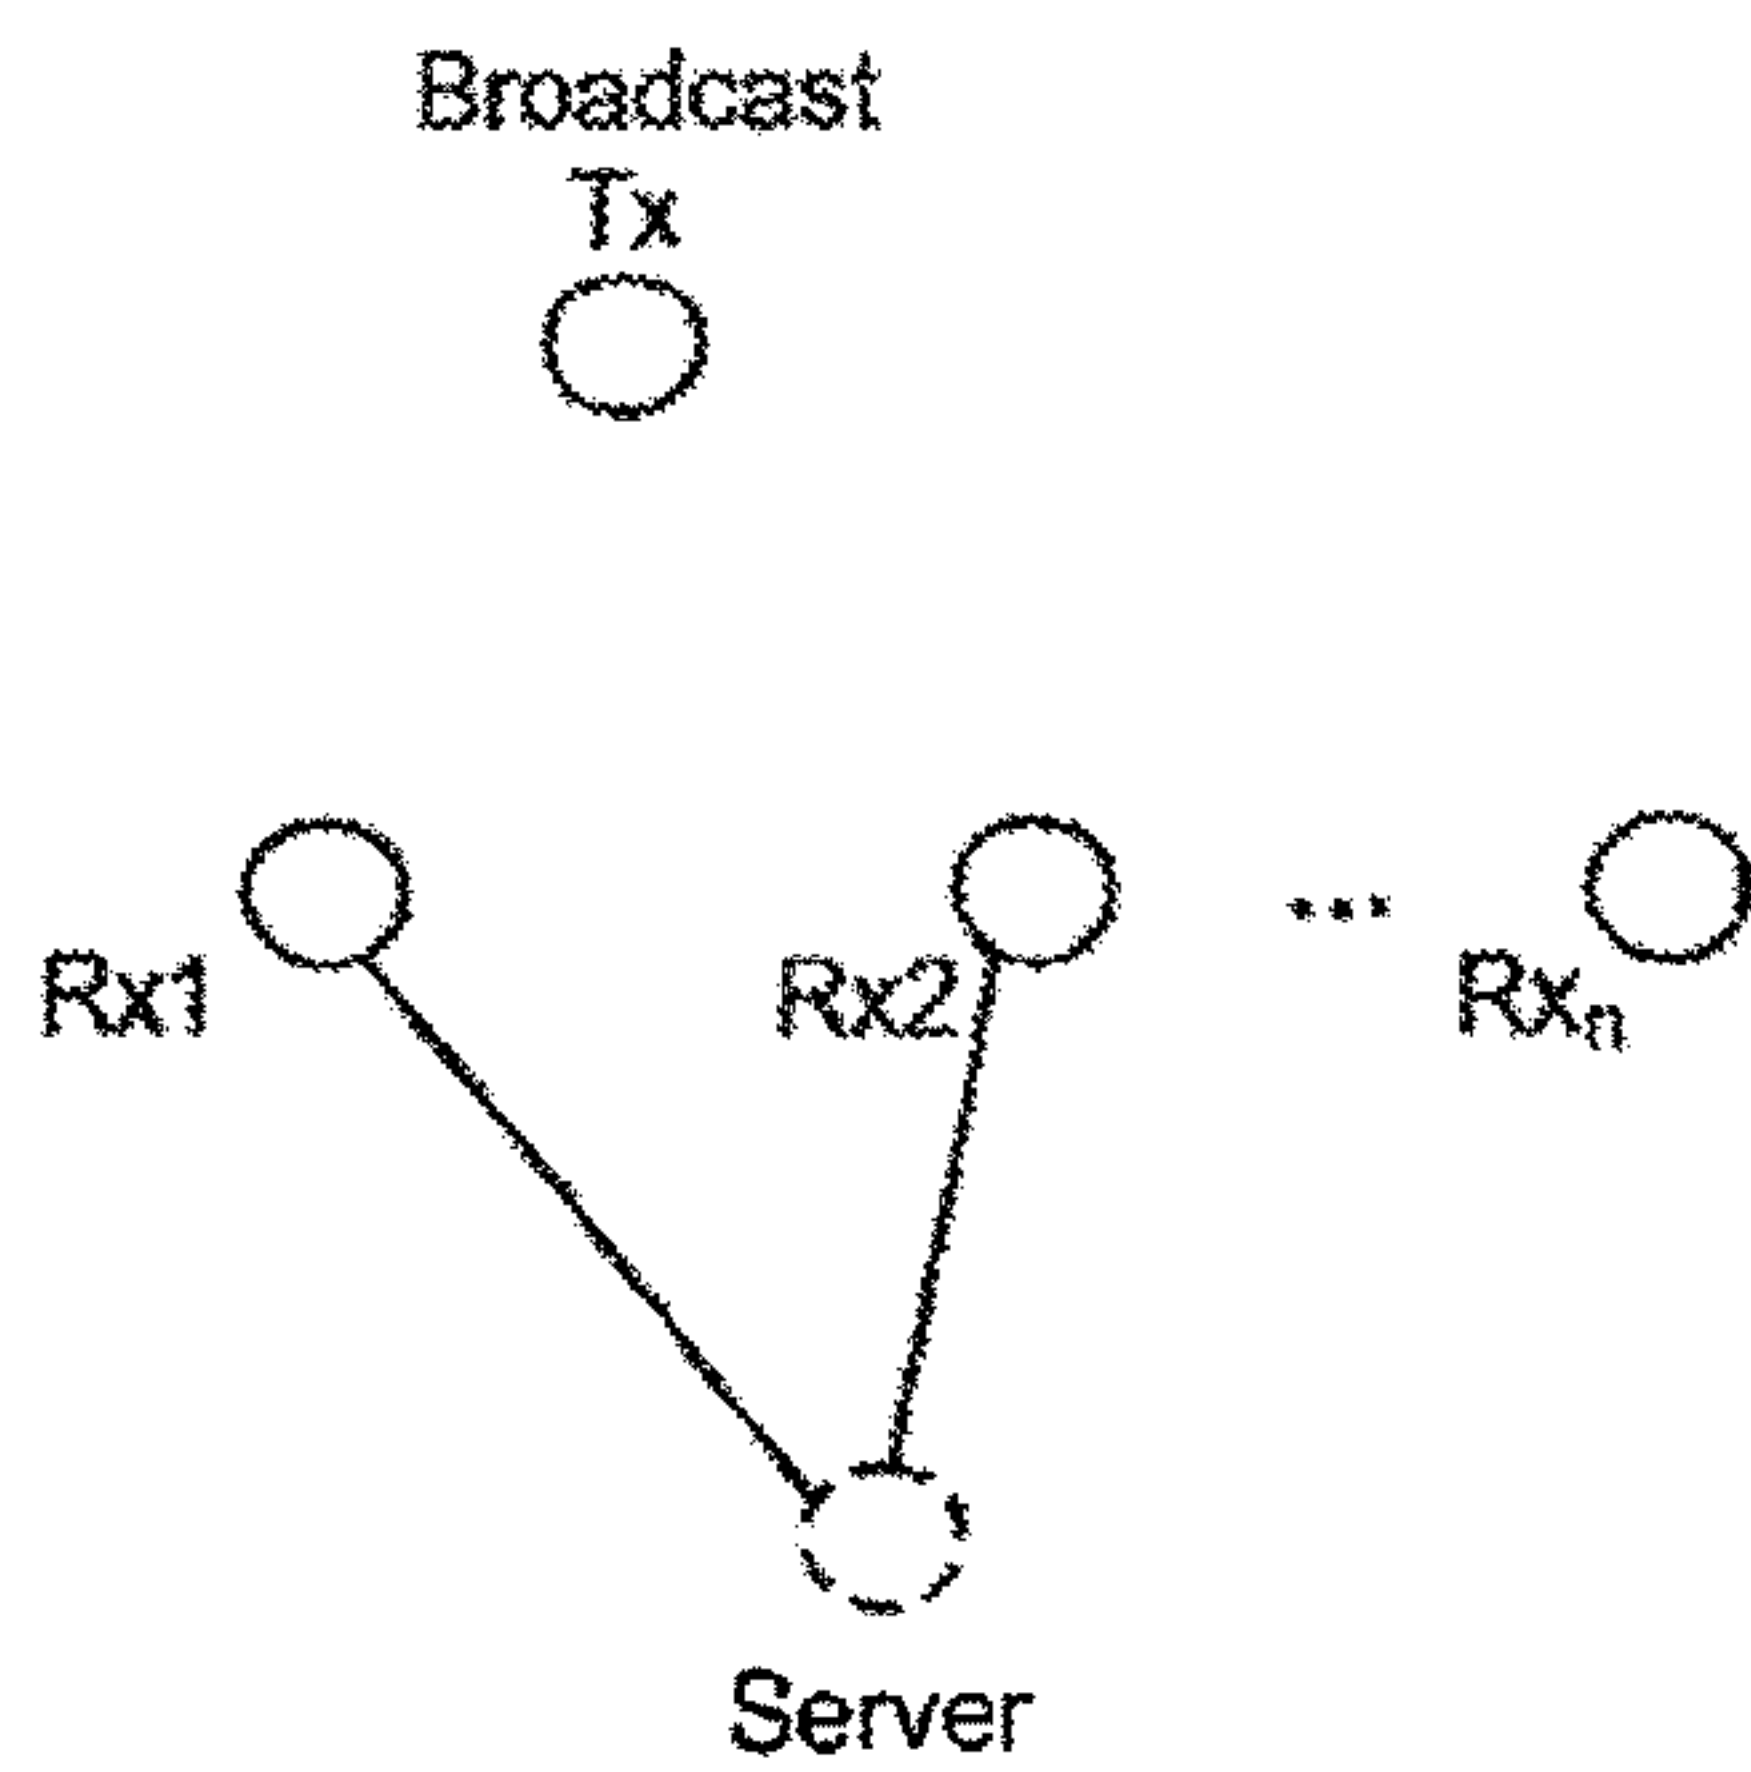 Broadcast
Tx
Rx1
Rx2
...
Rxn
Server